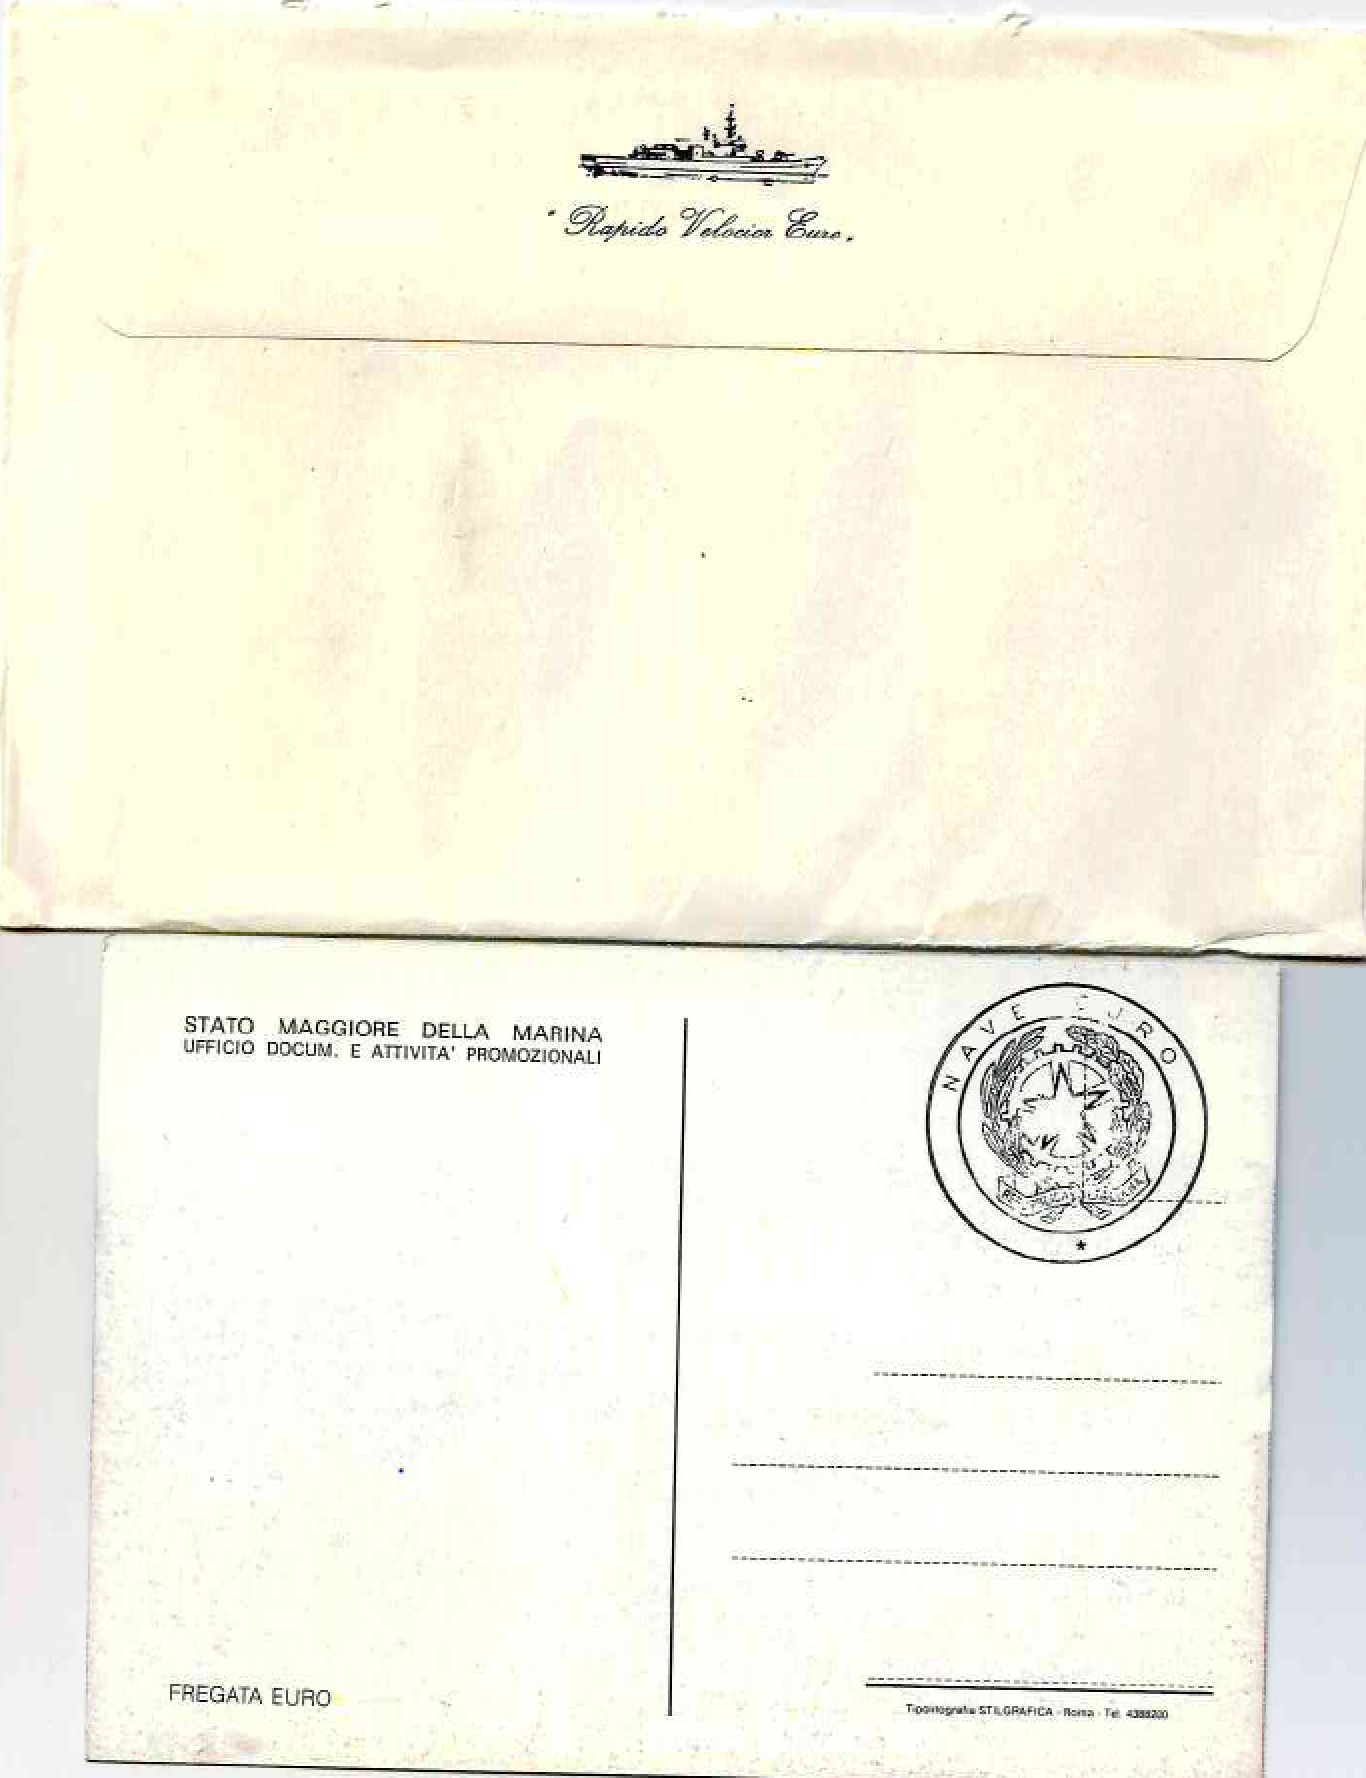 " Rapido Velocior Euro "
STATO MAGGIORE DELLA MARINA
UFFICIO DOCUM. E ATTIVITA' PROMOZIONALI
NAVE EURO
★
FREGATA EURO
Tipolitografia STILGRAFICA - Roma - Tel. 4388200